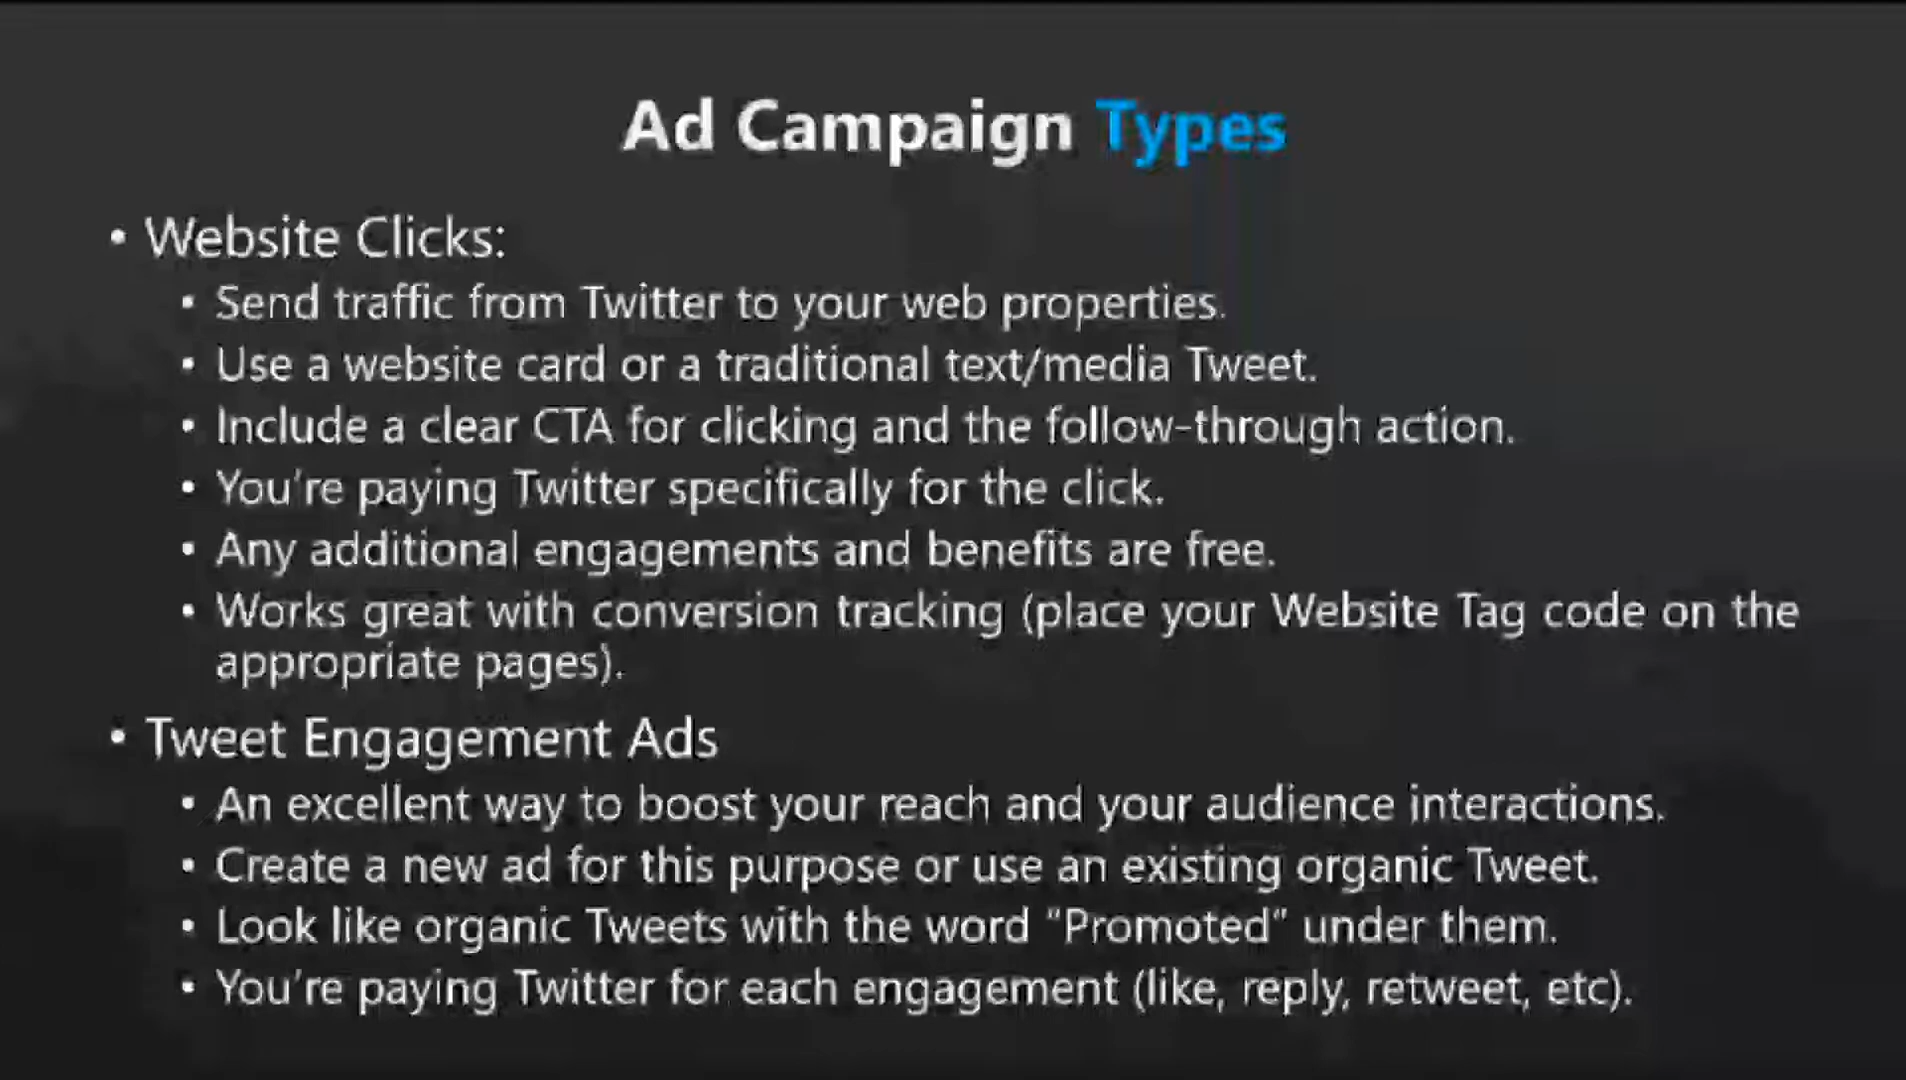 Ad Campaign Types
• Website Clicks:
• Send traffic from Twitter to your web properties.
• Use a website card or a traditional text/media Tweet.
• Include a clear CTA for clicking and the follow-through action.
• You're paying Twitter specifically for the click.
• Any additional engagements and benefits are free.
• Works great with conversion tracking (place your Website Tag code on the
appropriate pages).
• Tweet Engagement Ads
• An excellent way to boost your reach and your audience interactions.
• Create a new ad for this purpose or use an existing organic Tweet.
• Look like organic Tweets with the word "Promoted" under them.
• You're paying Twitter for each engagement (like, reply, retweet, etc).